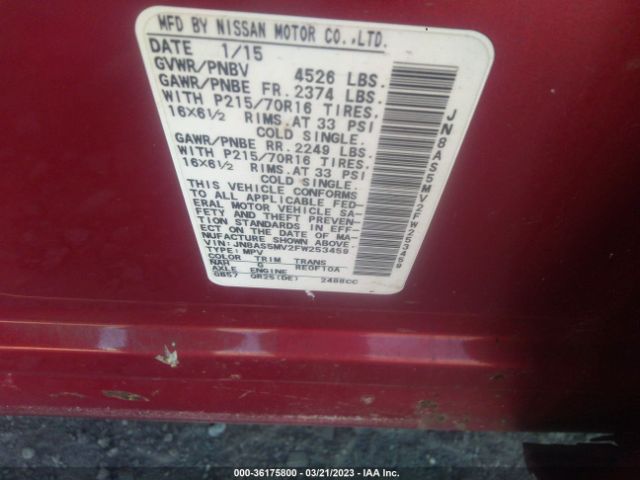 MFD BY NISSAN MOTOR CO.,LTD.
DATE 1/15
GVWR/PNBV 4526 LBS.
GAWR/PNBE FR. 2374 LBS.
WITH P215/70R16 TIRES.
16X6½ RIMS. AT 33 PSI
COLD SINGLE.
GAWR/PNBE RR. 2249 LBS.
WITH P215/70R16 TIRES.
16X6½ RIMS. AT 33 PSI
COLD SINGLE.
THIS VEHICLE CONFORMS
TO ALL APPLICABLE FED-
ERAL MOTOR VEHICLE SA-
FETY AND THEFT PREVEN-
TION STANDARDS IN EFF-
ECT ON THE DATE OF MA-
NUFACTURE SHOWN ABOVE.
VIN: JN8AS5MV2FW253459
TYPE: MPV
COLOR TRIM TRANS
NAH G RE0F10A
AXLE ENGINE
GB57 QR25(DE) 2488CC
JN8AS5MV2FW253459
000-36175800 — 03/21/2023 — IAA Inc.